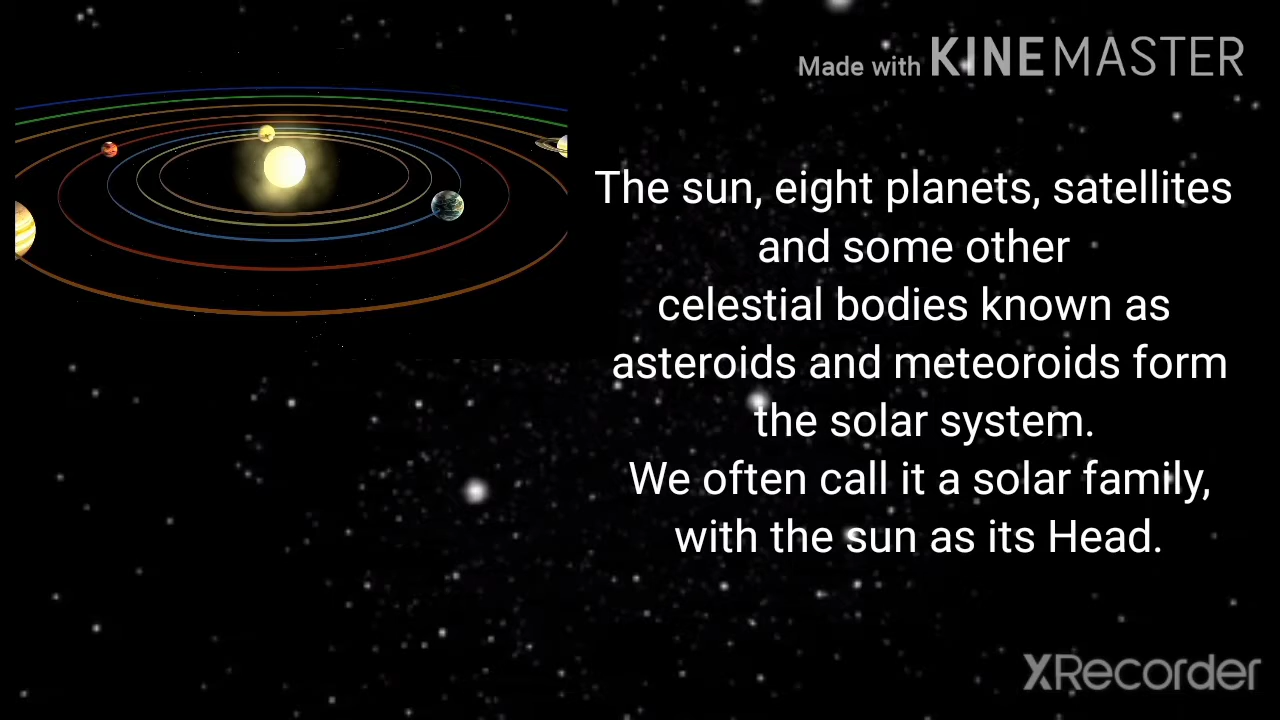 Made with KINEMASTER
The sun, eight planets, satellites
and some other
celestial bodies known as
asteroids and meteoroids form
the solar system.
We often call it a solar family,
with the sun as its Head.
XRecorder